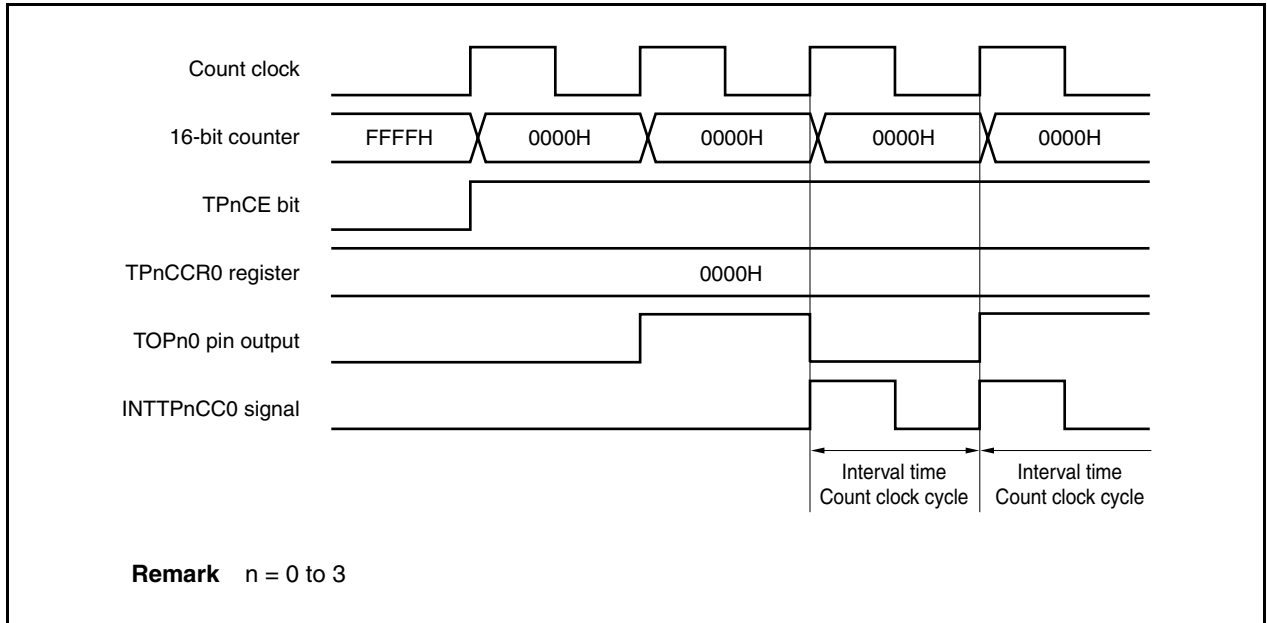 Count clock
16-bit counter
FFFFH 0000H 0000H 0000H 0000H
TPnCE bit
TPnCCR0 register
0000H
TOPn0 pin output
INTTPnCC0 signal
Interval time
Count clock cycle
Interval time
Count clock cycle
Remark n = 0 to 3